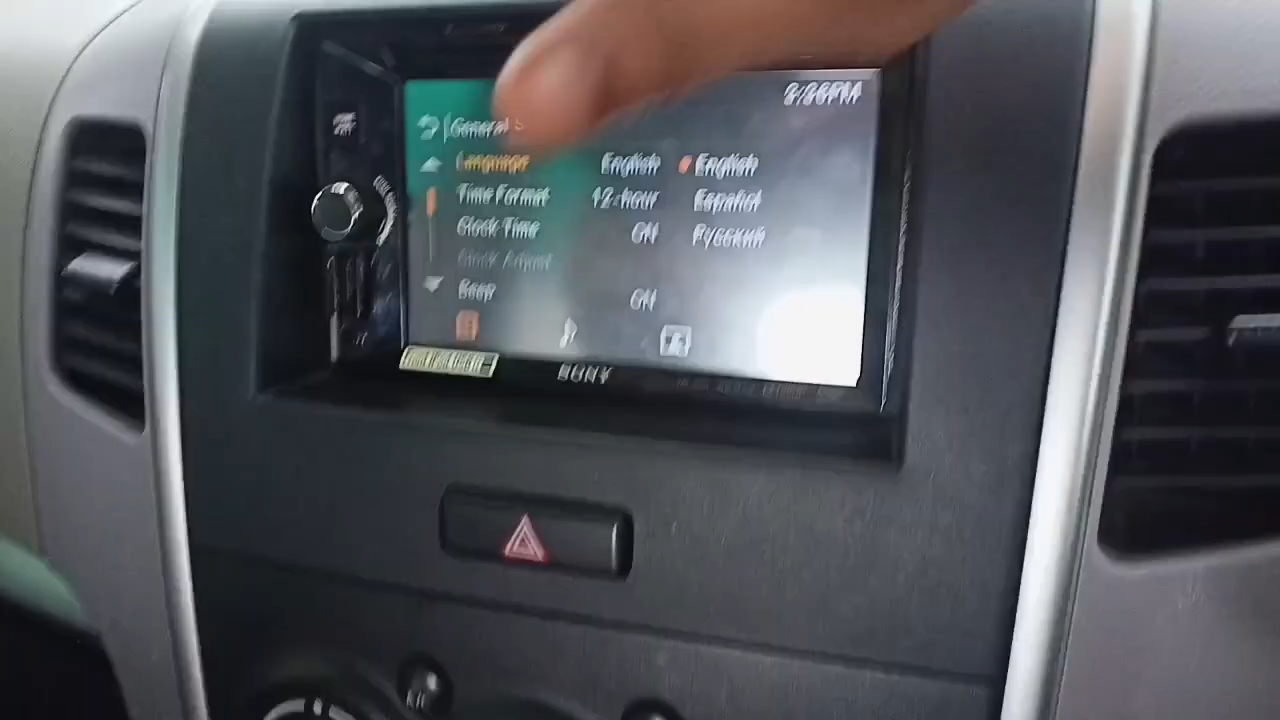 General S
Language English English
Time Format 12-hour Español
Clock Time ON Русский
Clock Adjust
Beep ON
SONY